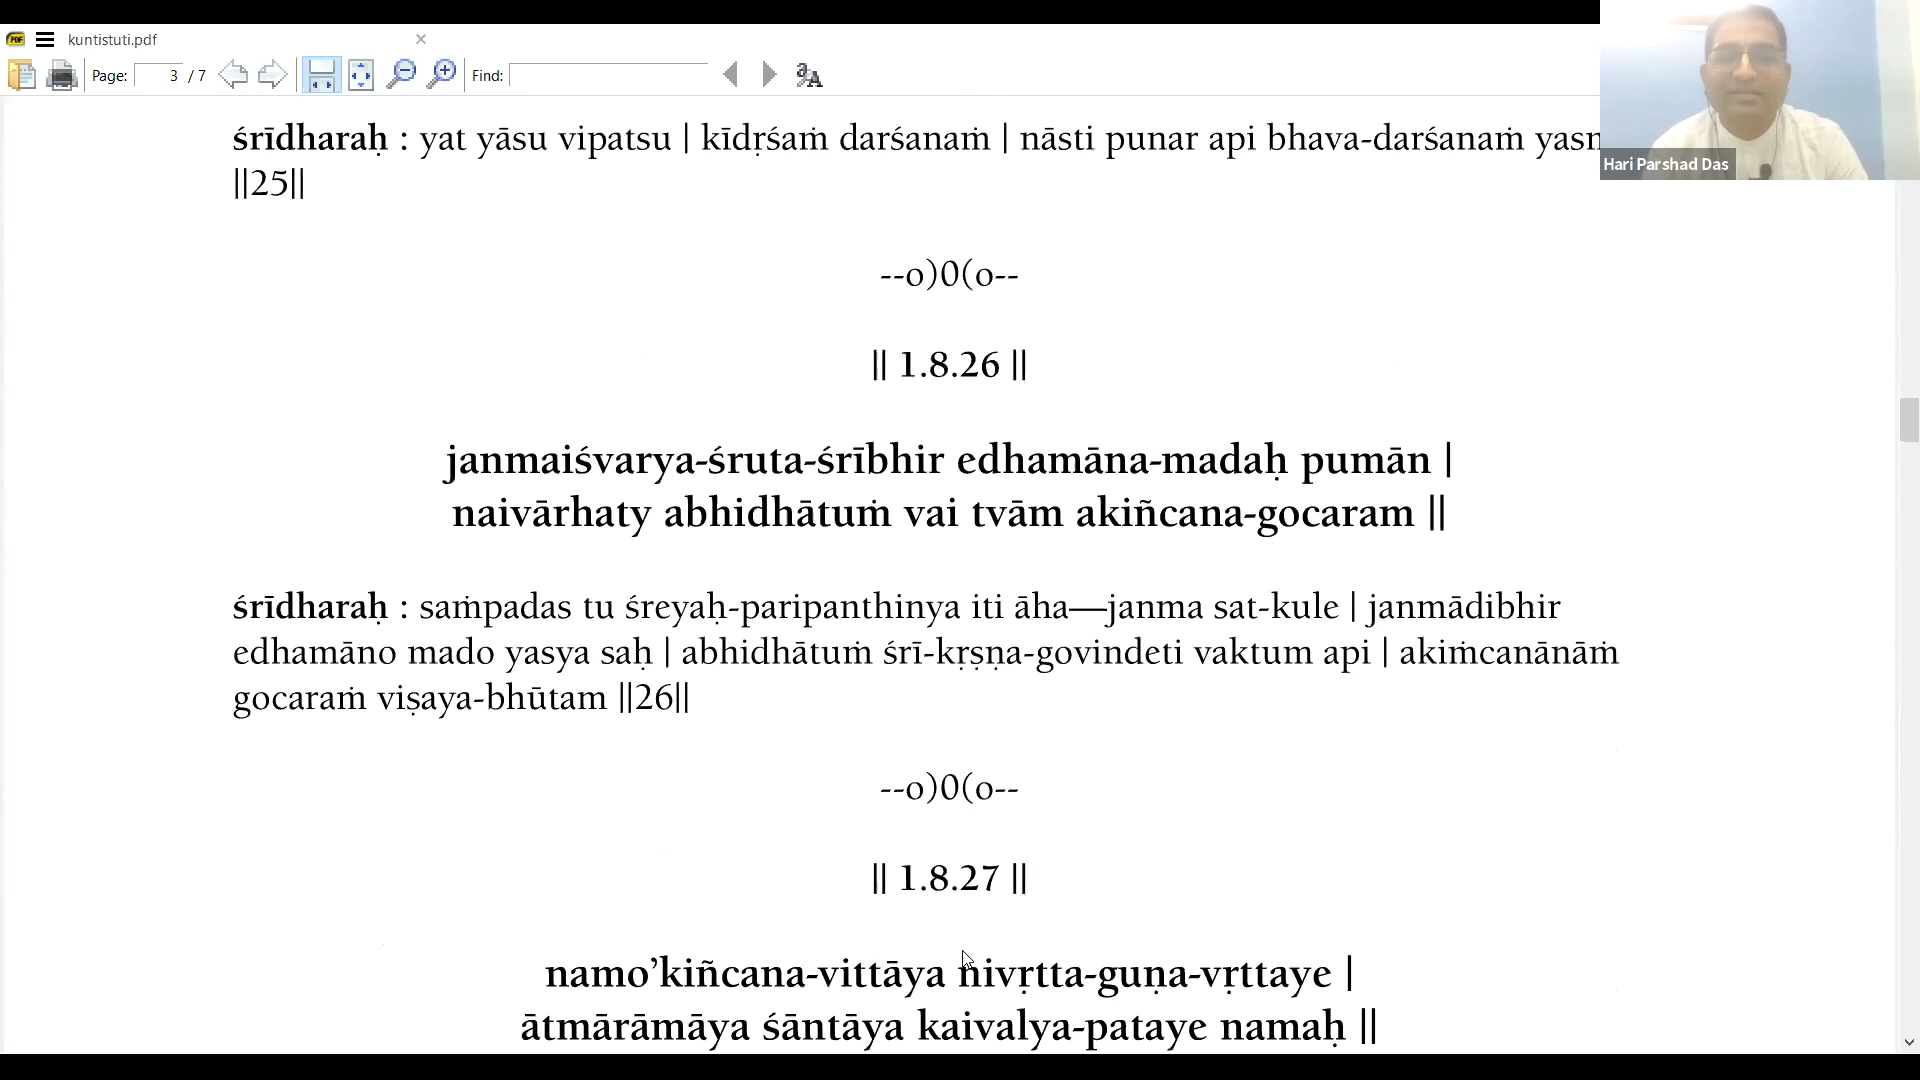 kuntistuti.pdf
Page: 3 / 7 Find:
Hari Parshad Das
śrīdharaḥ : yat yāsu vipatsu | kīdṛśaṁ darśanaṁ | nāsti punar api bhava-darśanaṁ
||25||
--o)0(o--
|| 1.8.26 ||
janmaiśvarya-śruta-śrībhir edhamāna-madaḥ pumān |
naivārhaty abhidhātuṁ vai tvām akiñcana-gocaram ||
śrīdharaḥ : saṁpadas tu śreyaḥ-paripanthinya iti āha—janma sat-kule | janmādibhir
edhamāno mado yasya saḥ | abhidhātuṁ śrī-kṛṣṇa-govindeti vaktum api | akiṁcanānāṁ
gocaraṁ viṣaya-bhūtam ||26||
--o)0(o--
|| 1.8.27 ||
namo’kiñcana-vittāya nivṛtta-guṇa-vṛttaye |
ātmārāmāya śāntāya kaivalya-pataye namaḥ ||